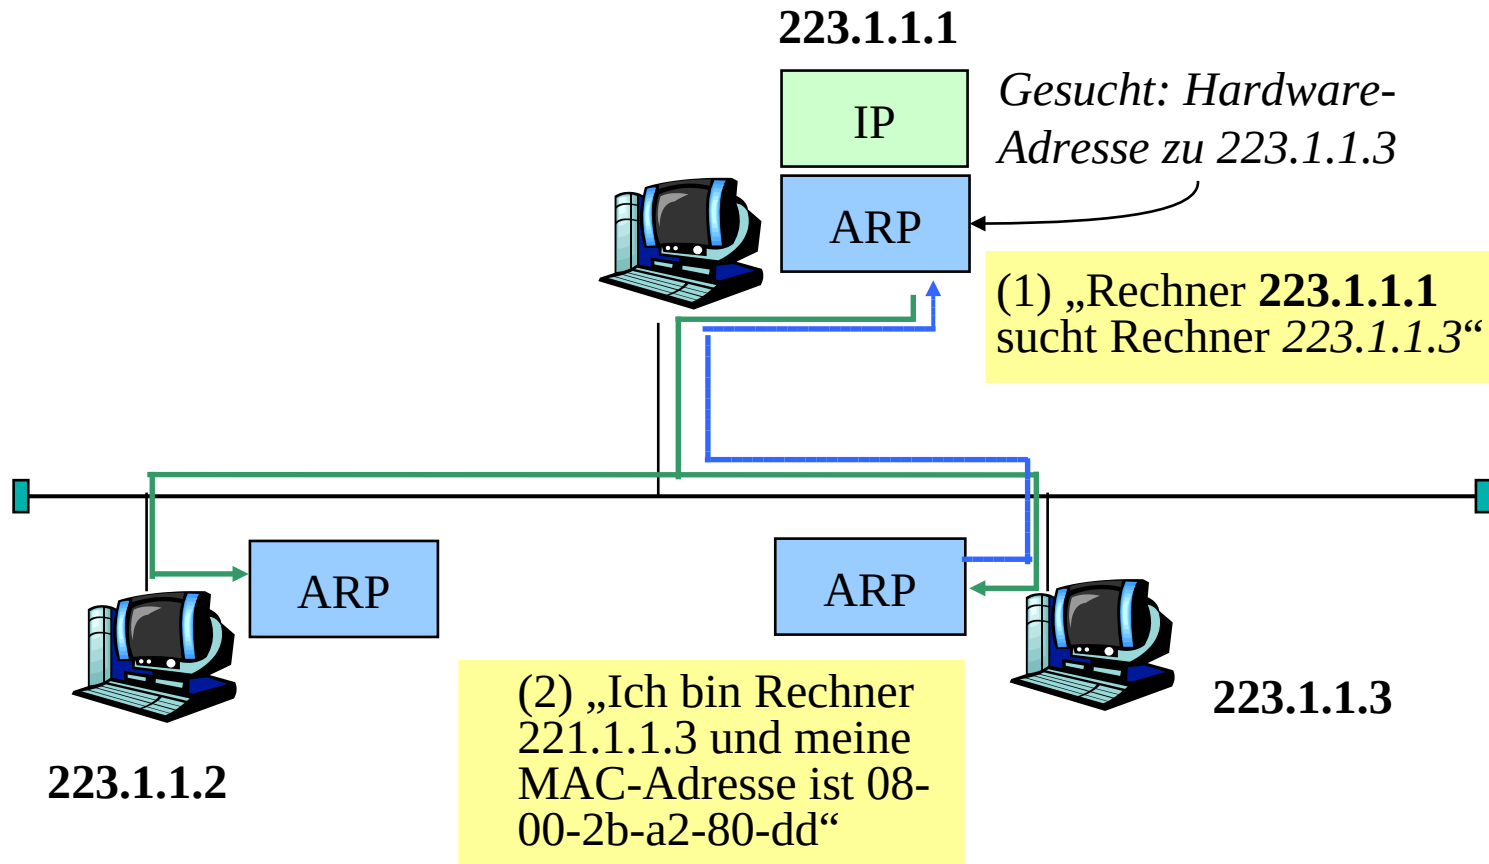 223.1.1.1
IP
Gesucht: Hardware-
Adresse zu 223.1.1.3
ARP
(1) „Rechner 223.1.1.1
sucht Rechner 223.1.1.3“
ARP
ARP
(2) „Ich bin Rechner
221.1.1.3 und meine
MAC-Adresse ist 08-
00-2b-a2-80-dd“
223.1.1.3
223.1.1.2